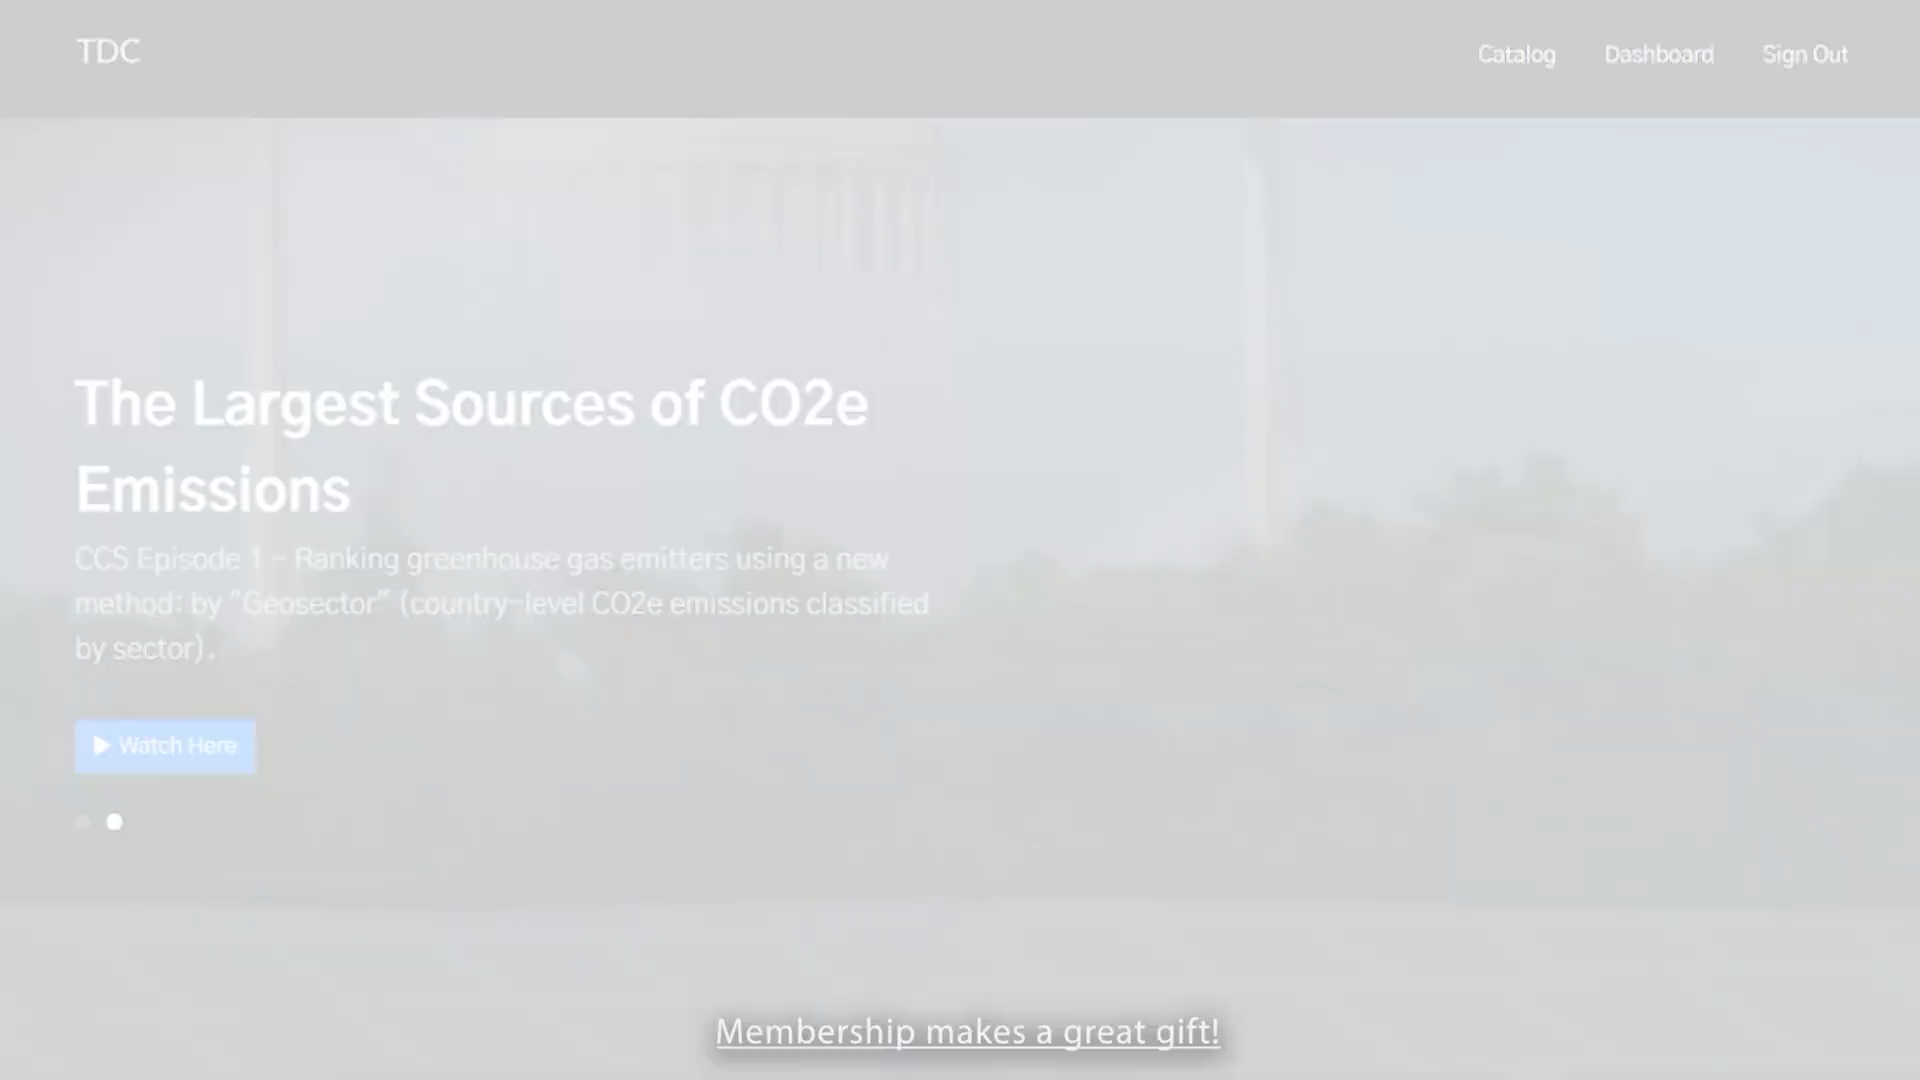 TDC
Catalog
Dashboard
Sign Out
The Largest Sources of CO2e
Emissions
CCS Episode 1 - Ranking greenhouse gas emitters using a new
method: by "Geosector" (country-level CO2e emissions classified
by sector).
Watch Here
Membership makes a great gift!